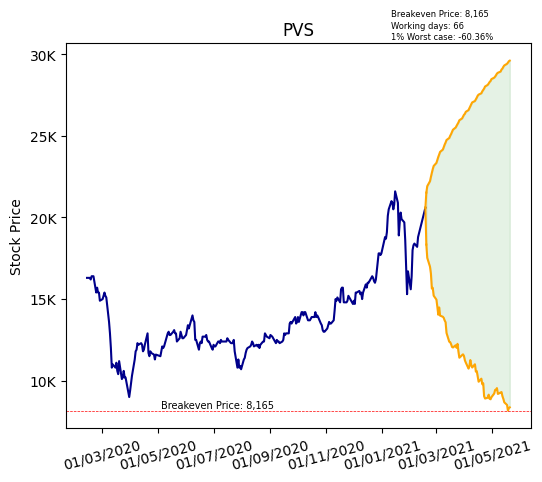 Breakeven Price: 8,165
Working days: 66
1% Worst case: -60.36%
PVS
30K
25K
20K
15K
10K
Stock Price
Breakeven Price: 8,165
01/03/2020
01/05/2020
01/07/2020
01/09/2020
01/11/2020
01/01/2021
01/03/2021
01/05/2021